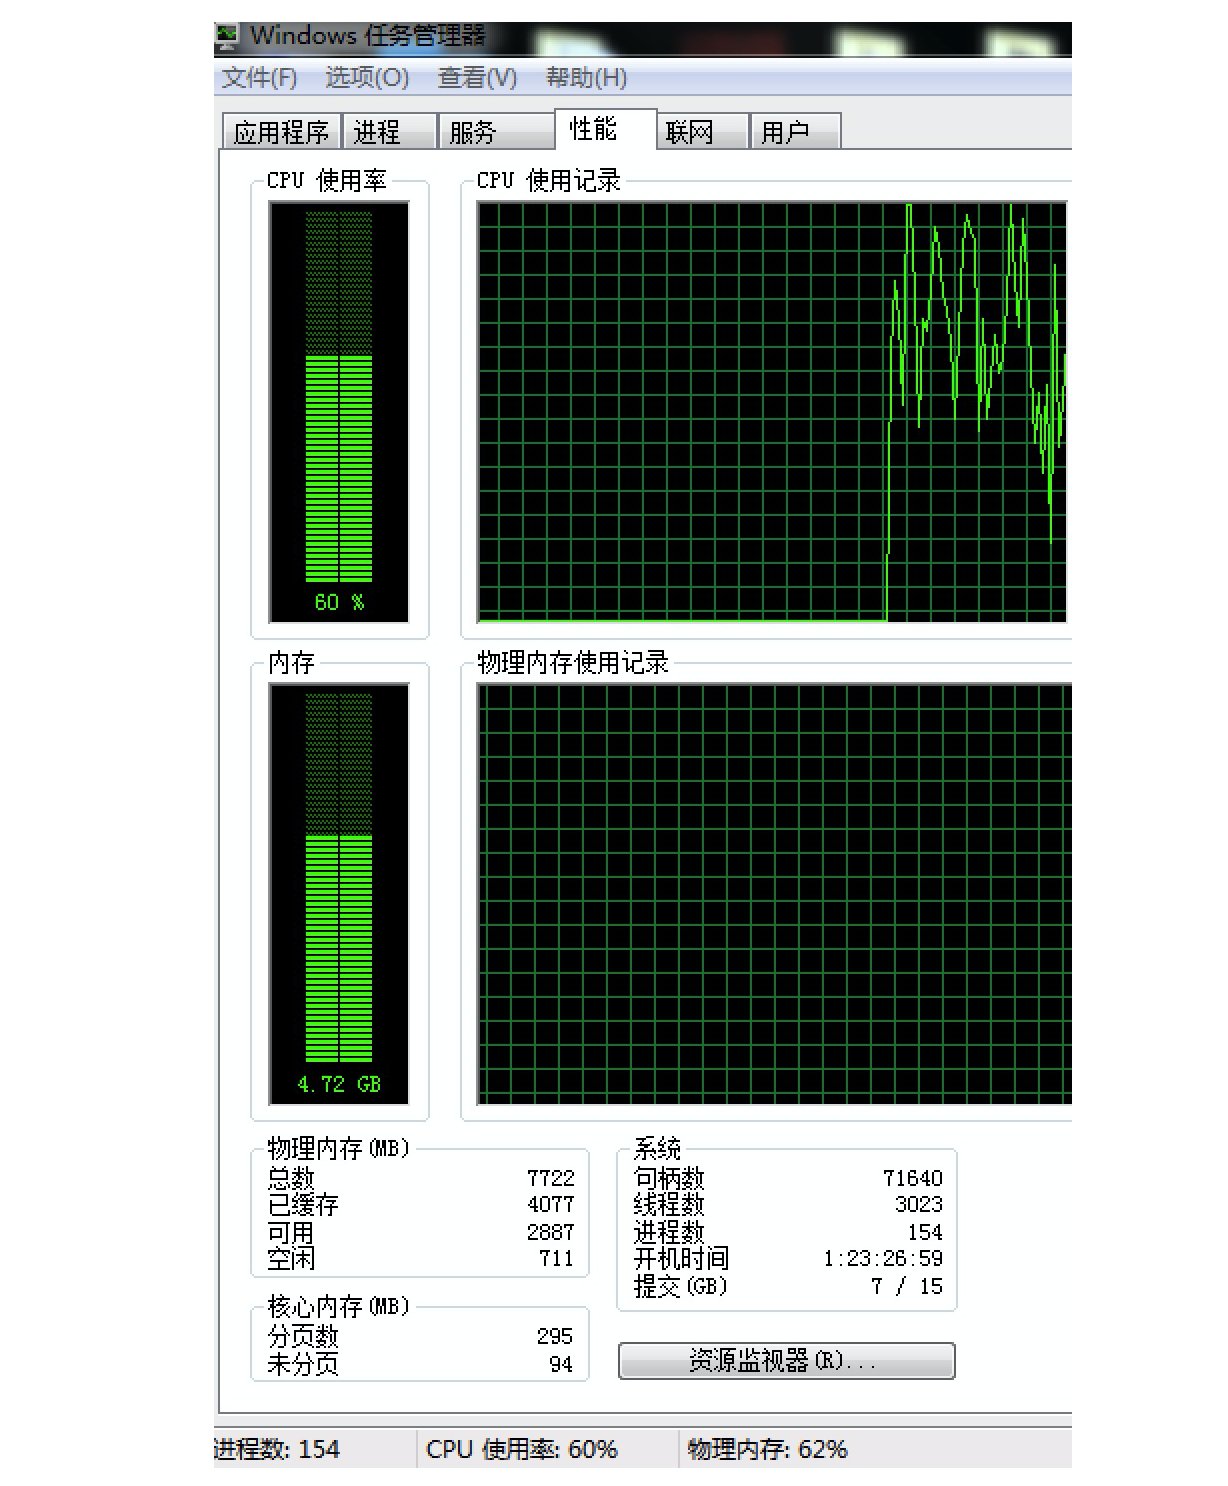 Windows 任务管理器
文件(F) 选项(O) 查看(V) 帮助(H)
应用程序 进程 服务 性能 联网 用户
CPU 使用率
CPU 使用记录
60 %
内存
物理内存使用记录
4.72 GB
物理内存(MB)
总数 7722
已缓存 4077
可用 2887
空闲 711
系统
句柄数 71640
线程数 3023
进程数 154
开机时间 1:23:26:59
提交(GB) 7 / 15
核心内存(MB)
分页数 295
未分页 94
资源监视器(R)...
进程数: 154 CPU 使用率: 60% 物理内存: 62%